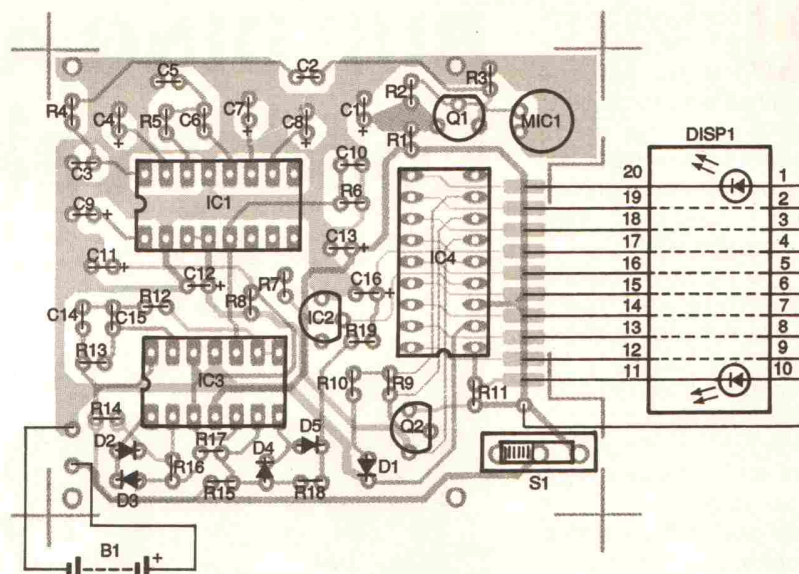 C2
C5
R3
R4
C4
R5
C6
C7
C8
C1
R2
Q1
MIC1
R1
DISP1
C3
IC1
C10
R6
20
1
19
2
18
3
C9
C13
IC4
17
4
C11
C12
R7
C16
16
5
R8
15
6
C14
C15
R12
IC2
R19
14
7
13
8
R13
IC3
12
9
R10
R9
R11
11
10
R14
D2
R17
D4
D5
Q2
R16
D1
D3
R15
R18
S1
B1
+
+
+
+
+
+
+
+
+